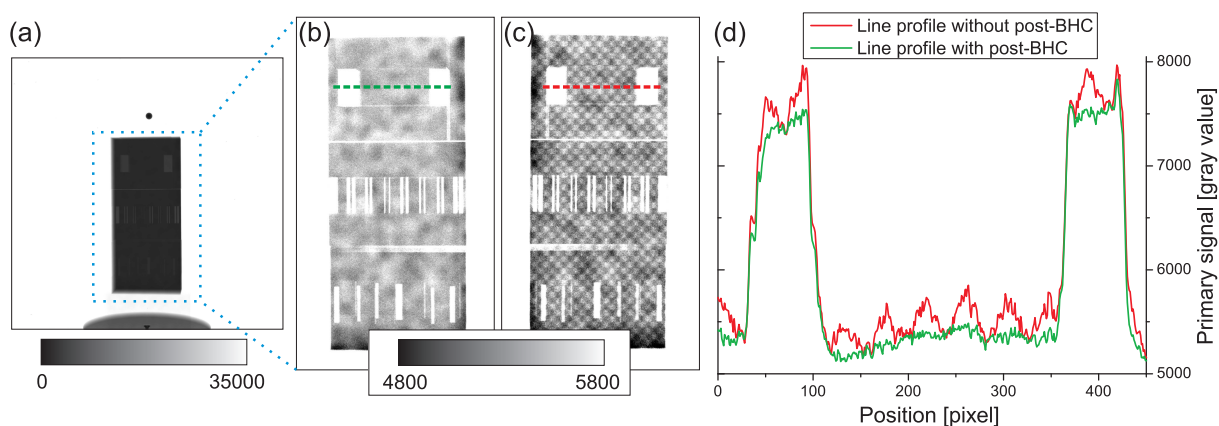 (a)
0
35000
(b)
(c)
4800
5800
(d)
Line profile without post-BHC
Line profile with post-BHC
8000
7000
6000
5000
Primary signal [gray value]
0
100
200
300
400
Position [pixel]